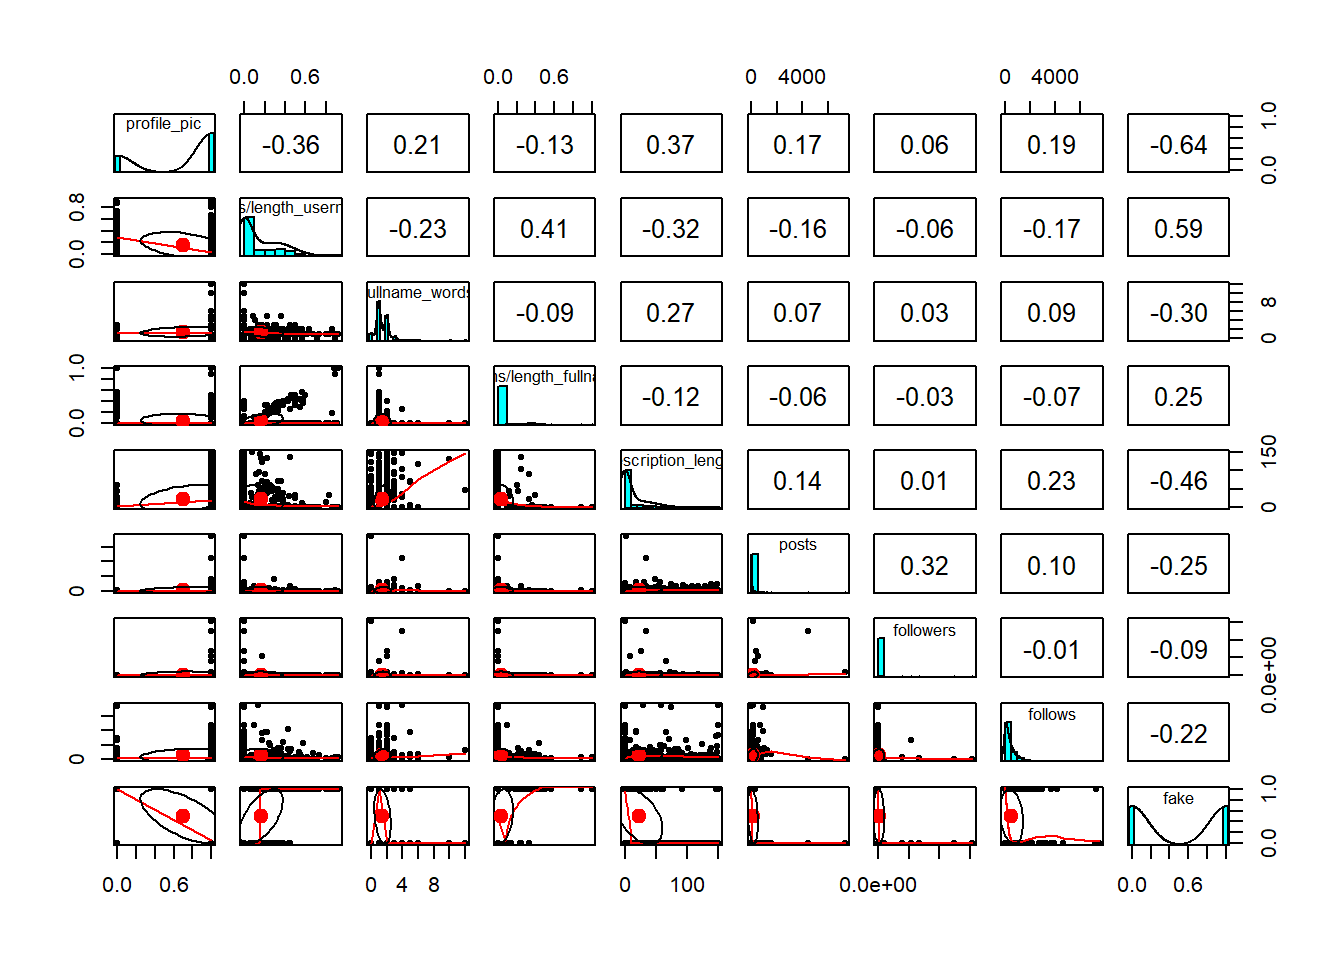 0.0 0.6 0.0 0.6 0 4000 0 4000
profile_pic -0.36 0.21 -0.13 0.37 0.17 0.06 0.19 -0.64 0.0 1.0
0.0 0.8 s/length_usern -0.23 0.41 -0.32 -0.16 -0.06 -0.17 0.59
ullname_words -0.09 0.27 0.07 0.03 0.09 -0.30 0 8
0.0 1.0 ns/length_fullna -0.12 -0.06 -0.03 -0.07 0.25
scription_leng 0.14 0.01 0.23 -0.46 0 150
0 posts 0.32 0.10 -0.25
followers -0.01 -0.09 0.0e+00
0 follows -0.22
fake 0.0 1.0
0.0 0.6 0 4 8 0 100 0.0e+00 0.0 0.6